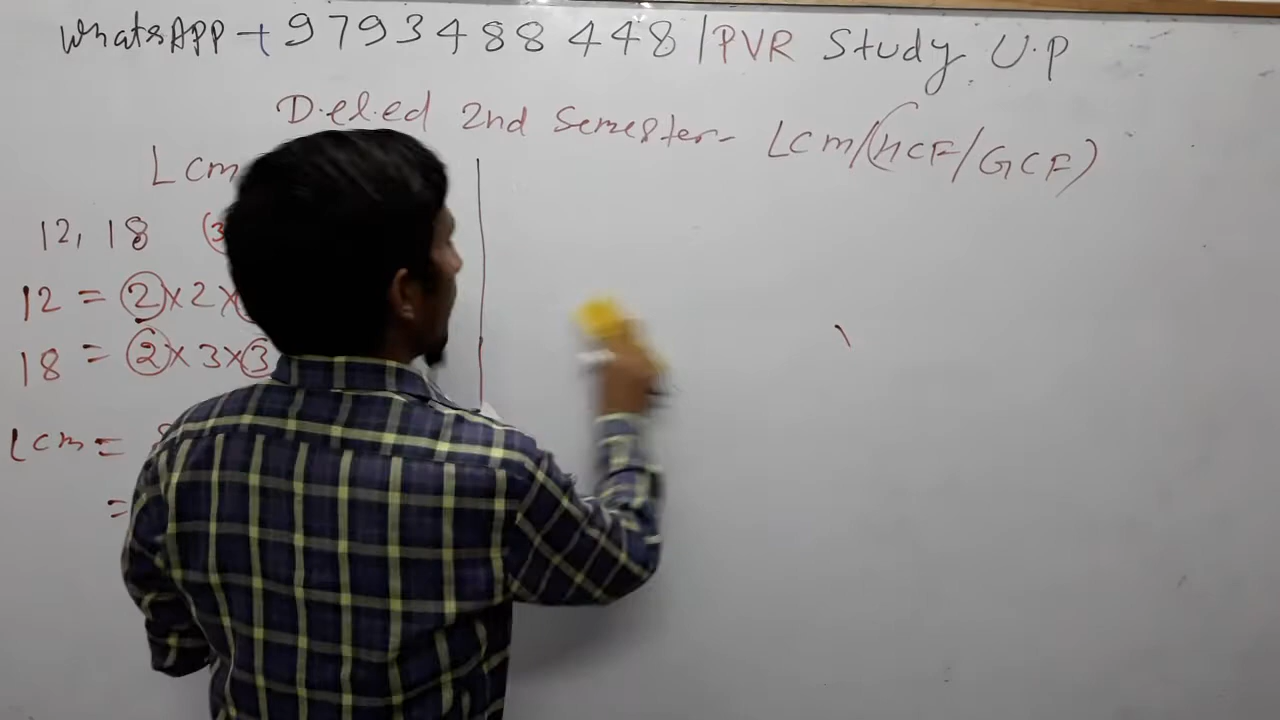 WhatsAPP - +9793488448 | PVR Study U.P
D.el.ed 2nd Semester - Lcm/(HCF/GCF)
Lcm
12, 18 (3
12 = 2 × 2 ×
18 = 2 × 3 × 3
Lcm =
=